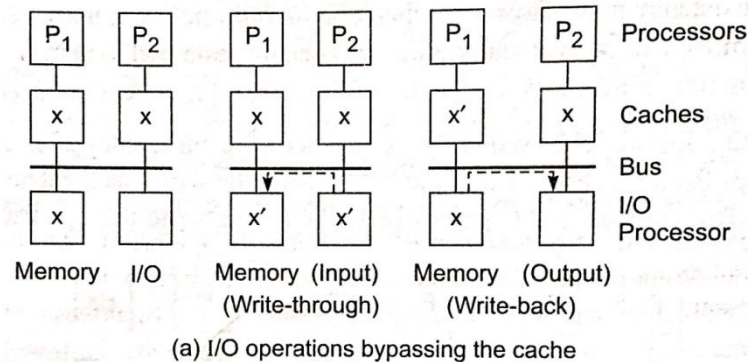 P₁ P₂ P₁ P₂ P₁ P₂ Processors
x x x x x′ x Caches
Bus
x x′ x′ x I/O Processor
Memory I/O Memory (Input) Memory (Output)
(Write-through) (Write-back)
(a) I/O operations bypassing the cache